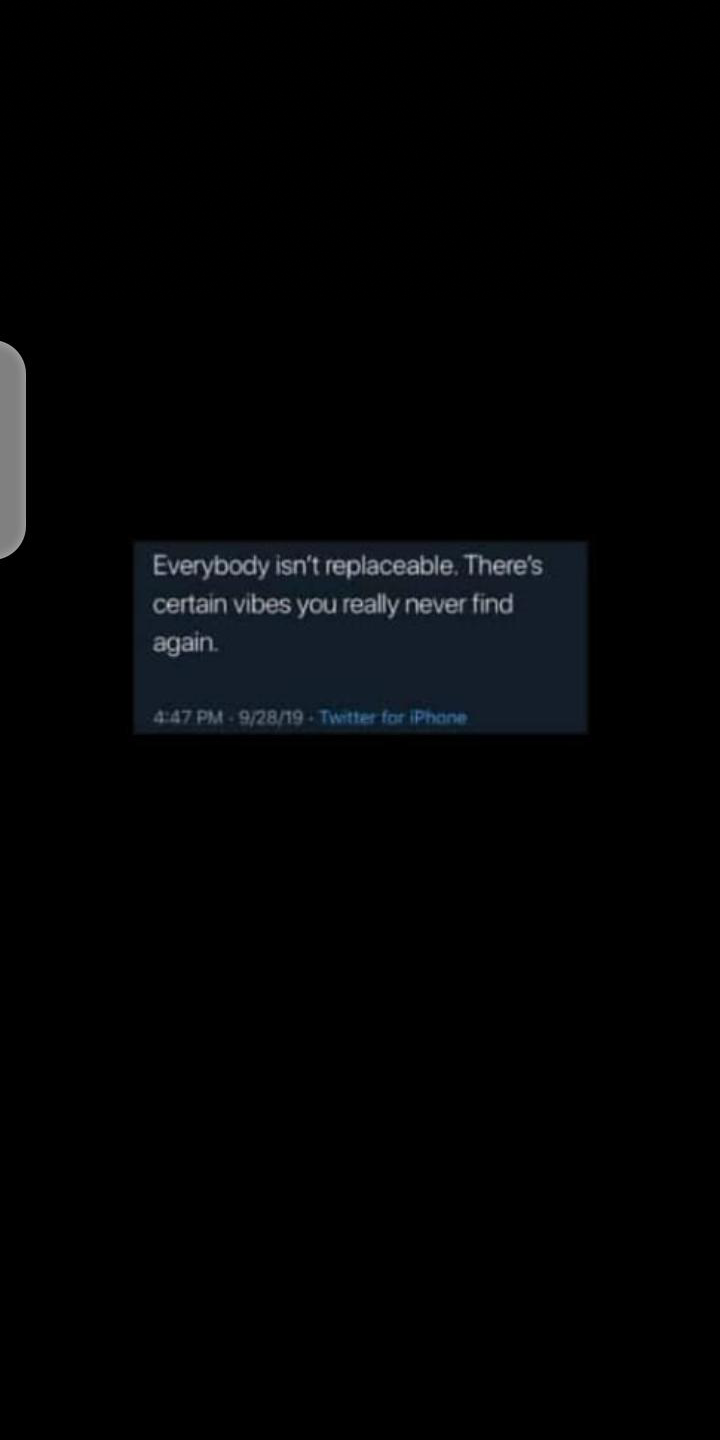 Everybody isn't replaceable. There's
certain vibes you really never find
again.
4:47 PM · 9/28/19 · Twitter for iPhone